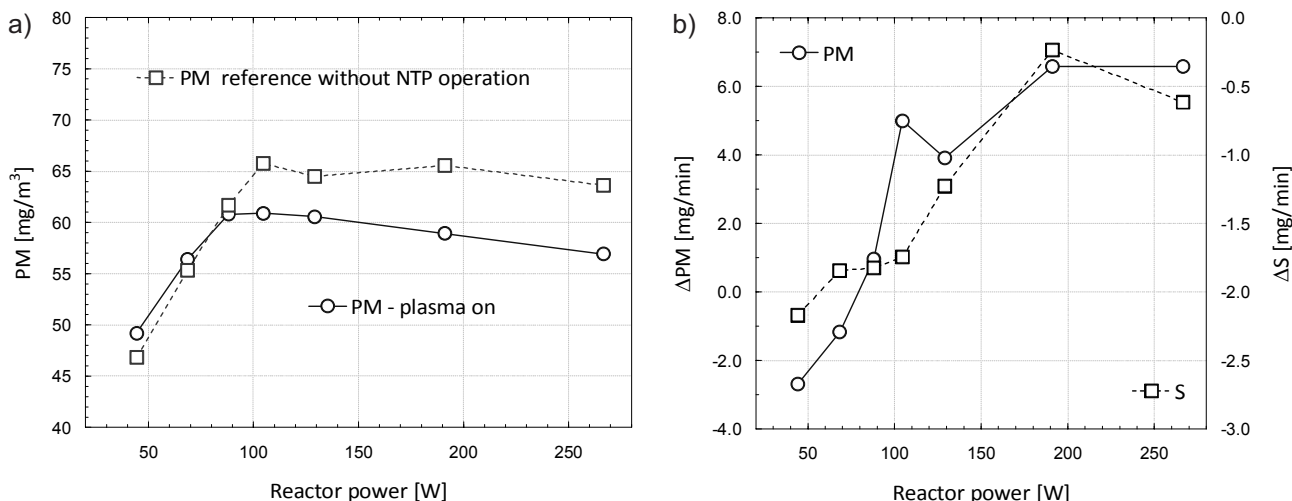 a)
80
75
70
65
60
55
50
45
40
PM [mg/m³]
PM reference without NTP operation
PM - plasma on
50 100 150 200 250
Reactor power [W]
b)
8.0
6.0
4.0
2.0
0.0
-2.0
-4.0
ΔPM [mg/min]
PM
S
0.0
-0.5
-1.0
-1.5
-2.0
-2.5
-3.0
ΔS [mg/min]
50 100 150 200 250
Reactor power [W]